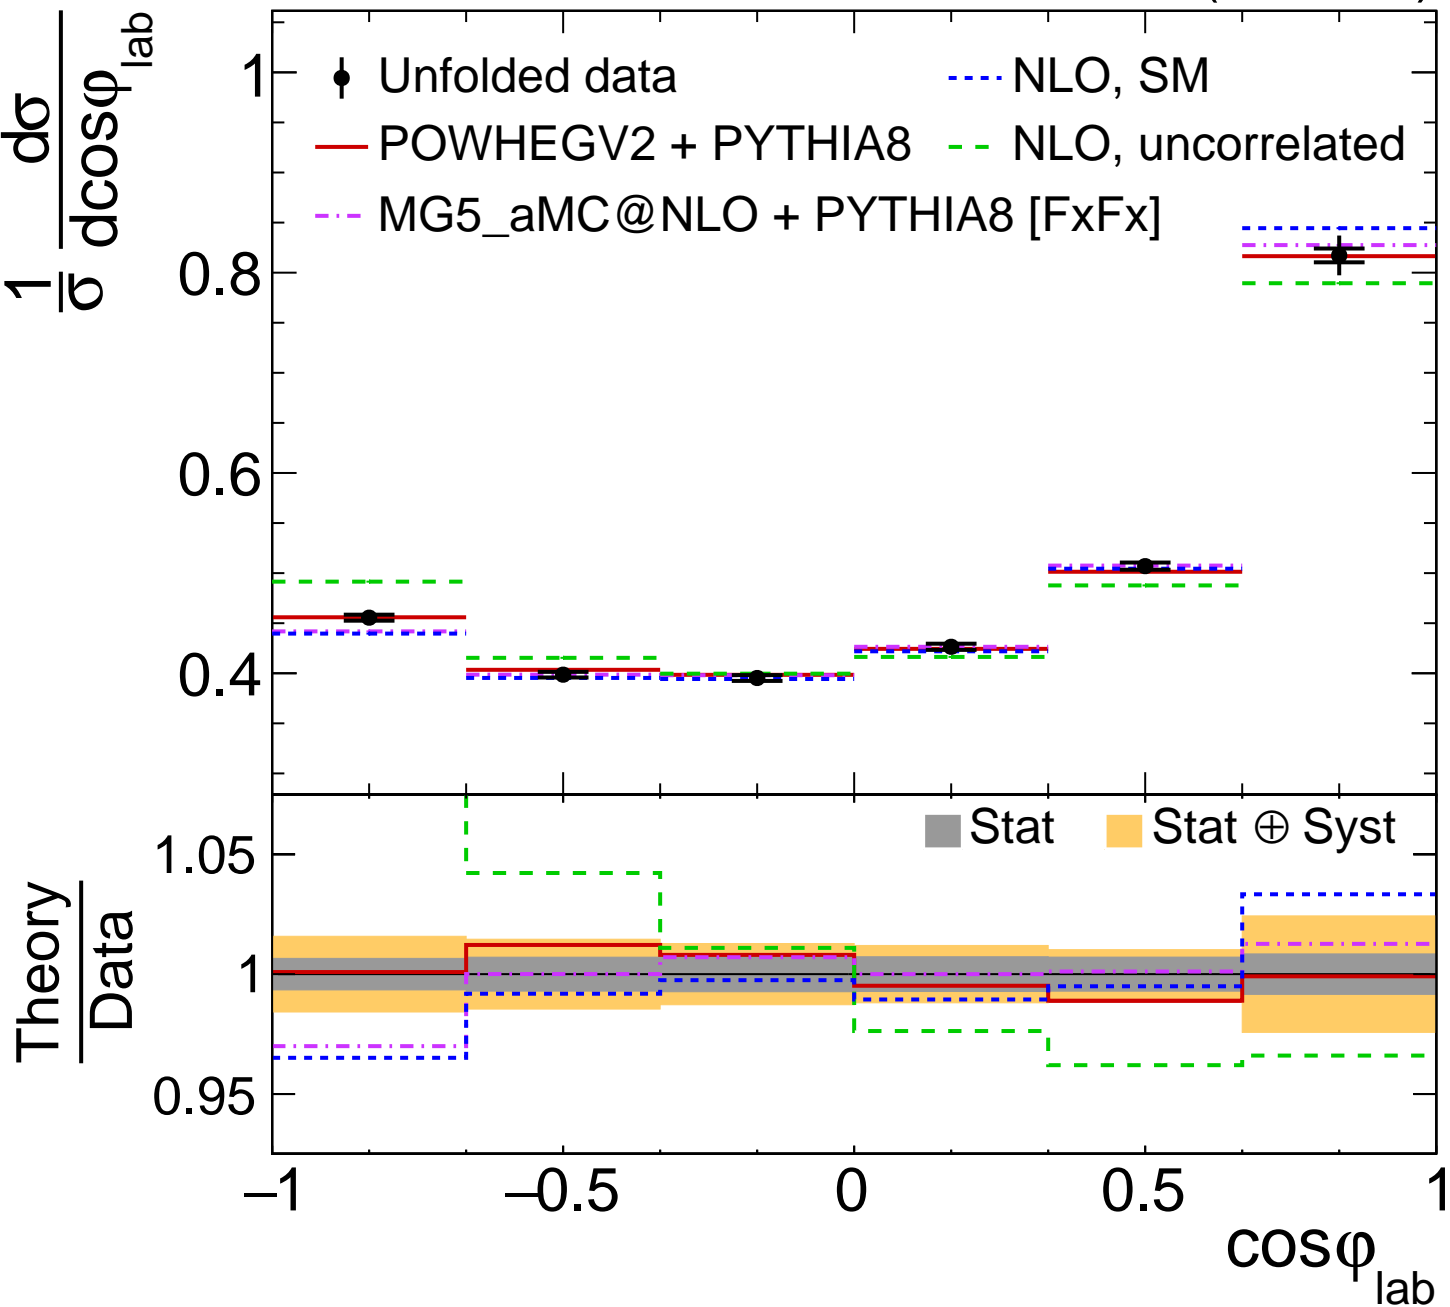 1/σ dσ/dcosφ_lab
1
0.8
0.6
0.4
Unfolded data
POWHEGV2 + PYTHIA8
MG5_aMC@NLO + PYTHIA8 [FxFx]
NLO, SM
NLO, uncorrelated
Theory
Data
1.05
1
0.95
Stat
Stat ⊕ Syst
–1 –0.5 0 0.5 1
cosφ_lab